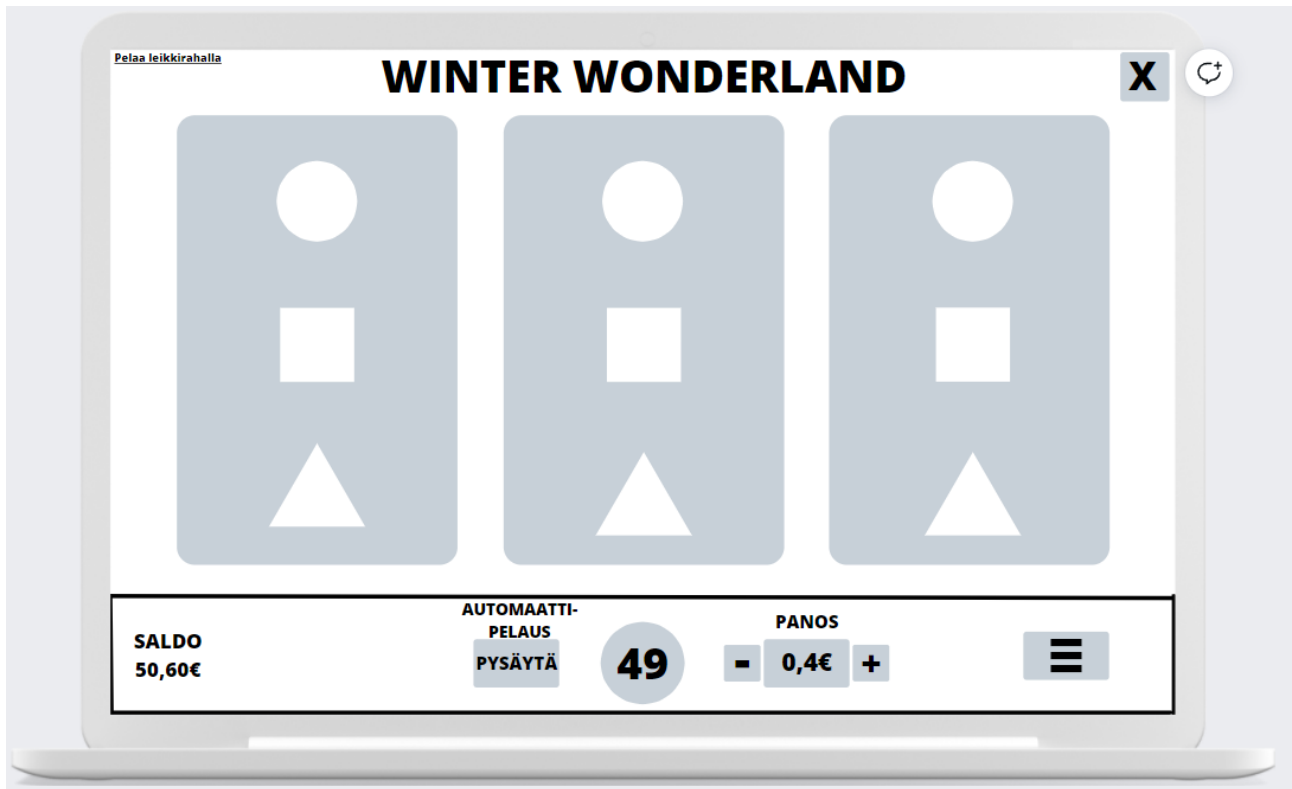 Pelaa leikkirahalla
WINTER WONDERLAND
X
SALDO
50,60€
AUTOMAATTI-
PELAUS
PYSÄYTÄ
49
PANOS
- 0,4€ +